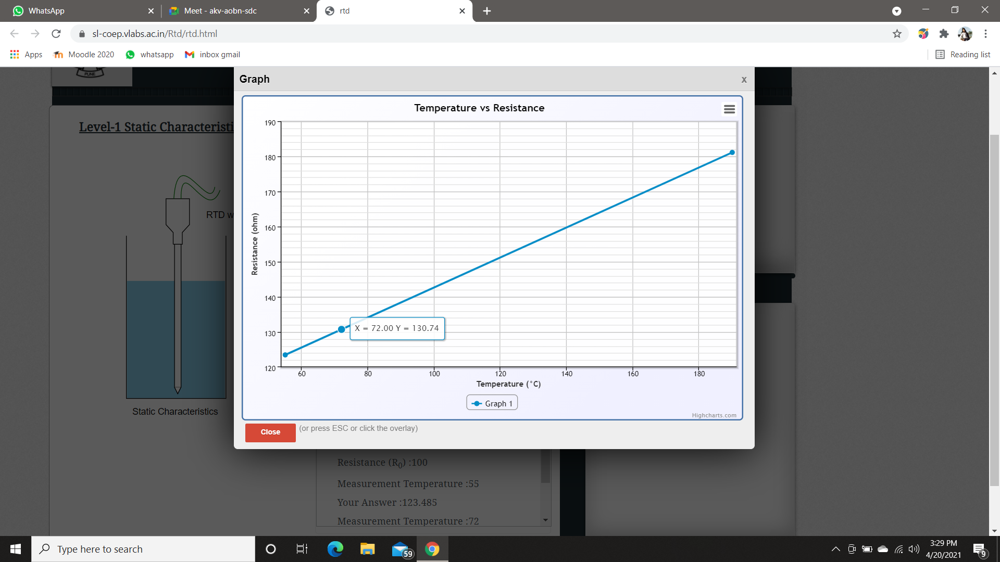 WhatsApp
Meet - akv-aobn-sdc
rtd
sl-coep.vlabs.ac.in/Rtd/rtd.html
Apps
Moodle 2020
whatsapp
inbox gmail
Reading list
PUNE
Graph
x
Level-1 Static Characteristi
Temperature vs Resistance
190
180
170
160
150
140
130
120
Resistance (ohm)
X = 72.00 Y = 130.74
60 80 100 120 140 160 180
Temperature (°C)
Graph 1
Highcharts.com
RTD w
Static Characteristics
Close
(or press ESC or click the overlay)
Resistance (R0) :100
Measurement Temperature :55
Your Answer :123.485
Measurement Temperature :72
Type here to search
59
3:29 PM
4/20/2021
9